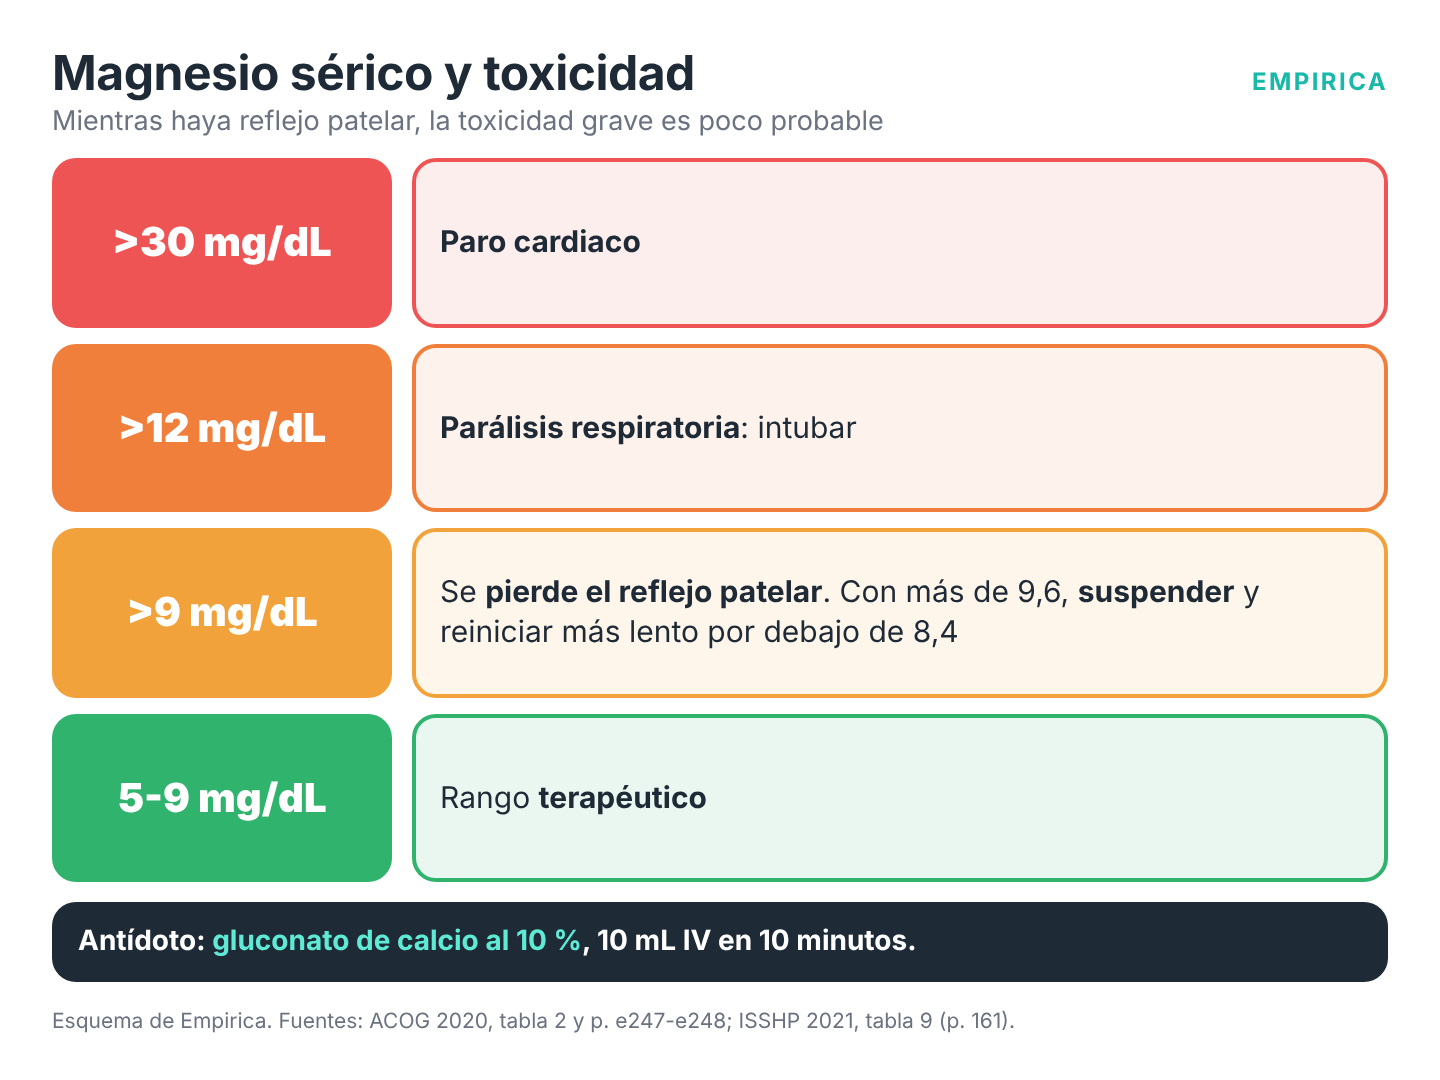 Magnesio sérico y toxicidad
EMPIRICA
Mientras haya reflejo patelar, la toxicidad grave es poco probable
>30 mg/dL
Paro cardiaco
>12 mg/dL
Parálisis respiratoria: intubar
>9 mg/dL
Se pierde el reflejo patelar. Con más de 9,6, suspender y
reiniciar más lento por debajo de 8,4
5-9 mg/dL
Rango terapéutico
Antídoto: gluconato de calcio al 10 %, 10 mL IV en 10 minutos.
Esquema de Empirica. Fuentes: ACOG 2020, tabla 2 y p. e247-e248; ISSHP 2021, tabla 9 (p. 161).